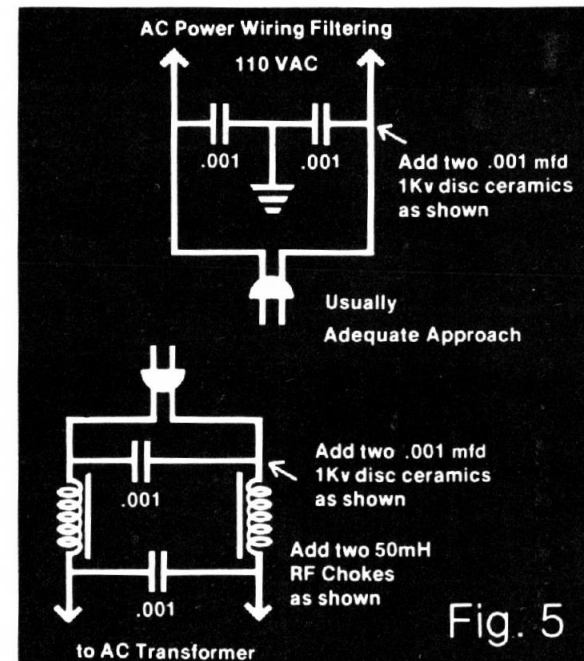 AC Power Wiring Filtering
110 VAC
.001
.001
Add two .001 mfd
1Kv disc ceramics
as shown
Usually
Adequate Approach
Add two .001 mfd
1Kv disc ceramics
as shown
.001
Add two 50mH
RF Chokes
as shown
.001
Fig. 5
to AC Transformer